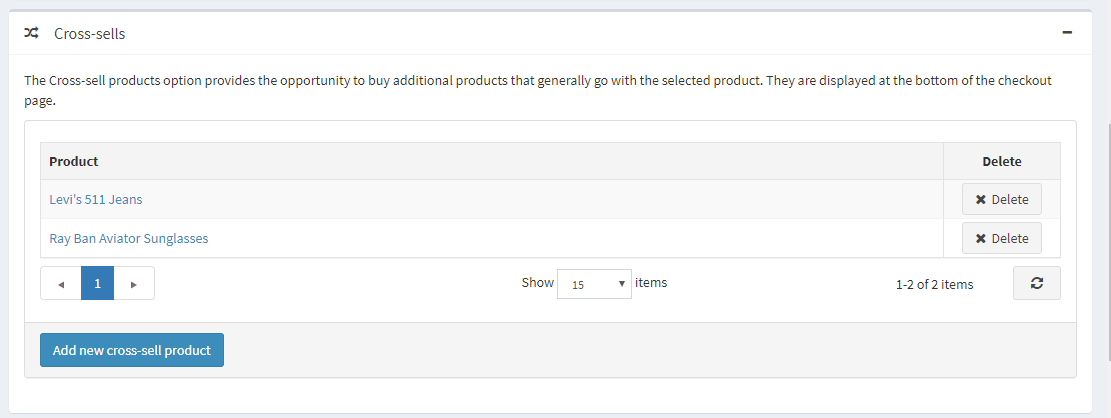 Cross-sells
The Cross-sell products option provides the opportunity to buy additional products that generally go with the selected product. They are displayed at the bottom of the checkout
page.
Product Delete
Levi's 511 Jeans Delete
Ray Ban Aviator Sunglasses Delete
1 Show 15 items 1-2 of 2 items
Add new cross-sell product